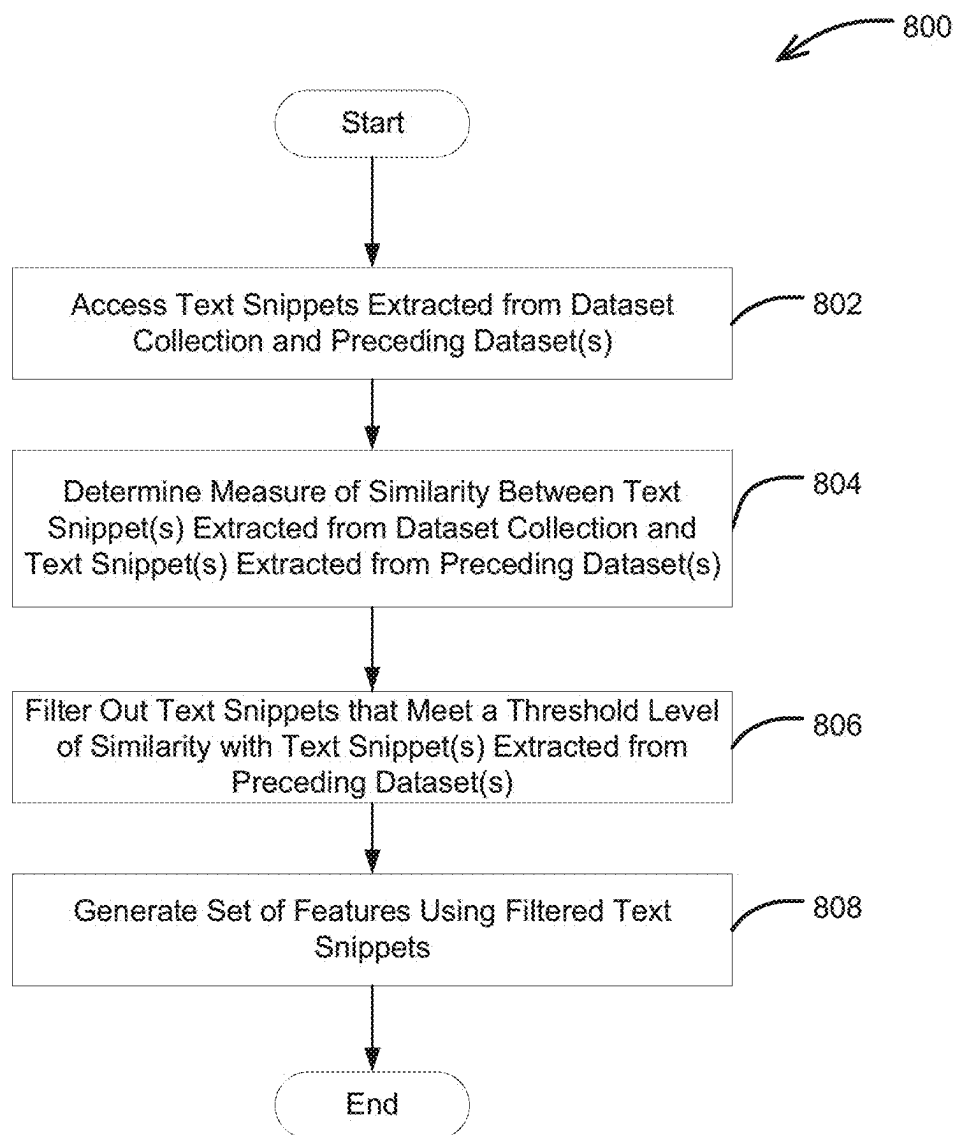 800
Start
Access Text Snippets Extracted from Dataset
Collection and Preceding Dataset(s)
802
Determine Measure of Similarity Between Text
Snippet(s) Extracted from Dataset Collection and
Text Snippet(s) Extracted from Preceding Dataset(s)
804
Filter Out Text Snippets that Meet a Threshold Level
of Similarity with Text Snippet(s) Extracted from
Preceding Dataset(s)
806
Generate Set of Features Using Filtered Text
Snippets
808
End